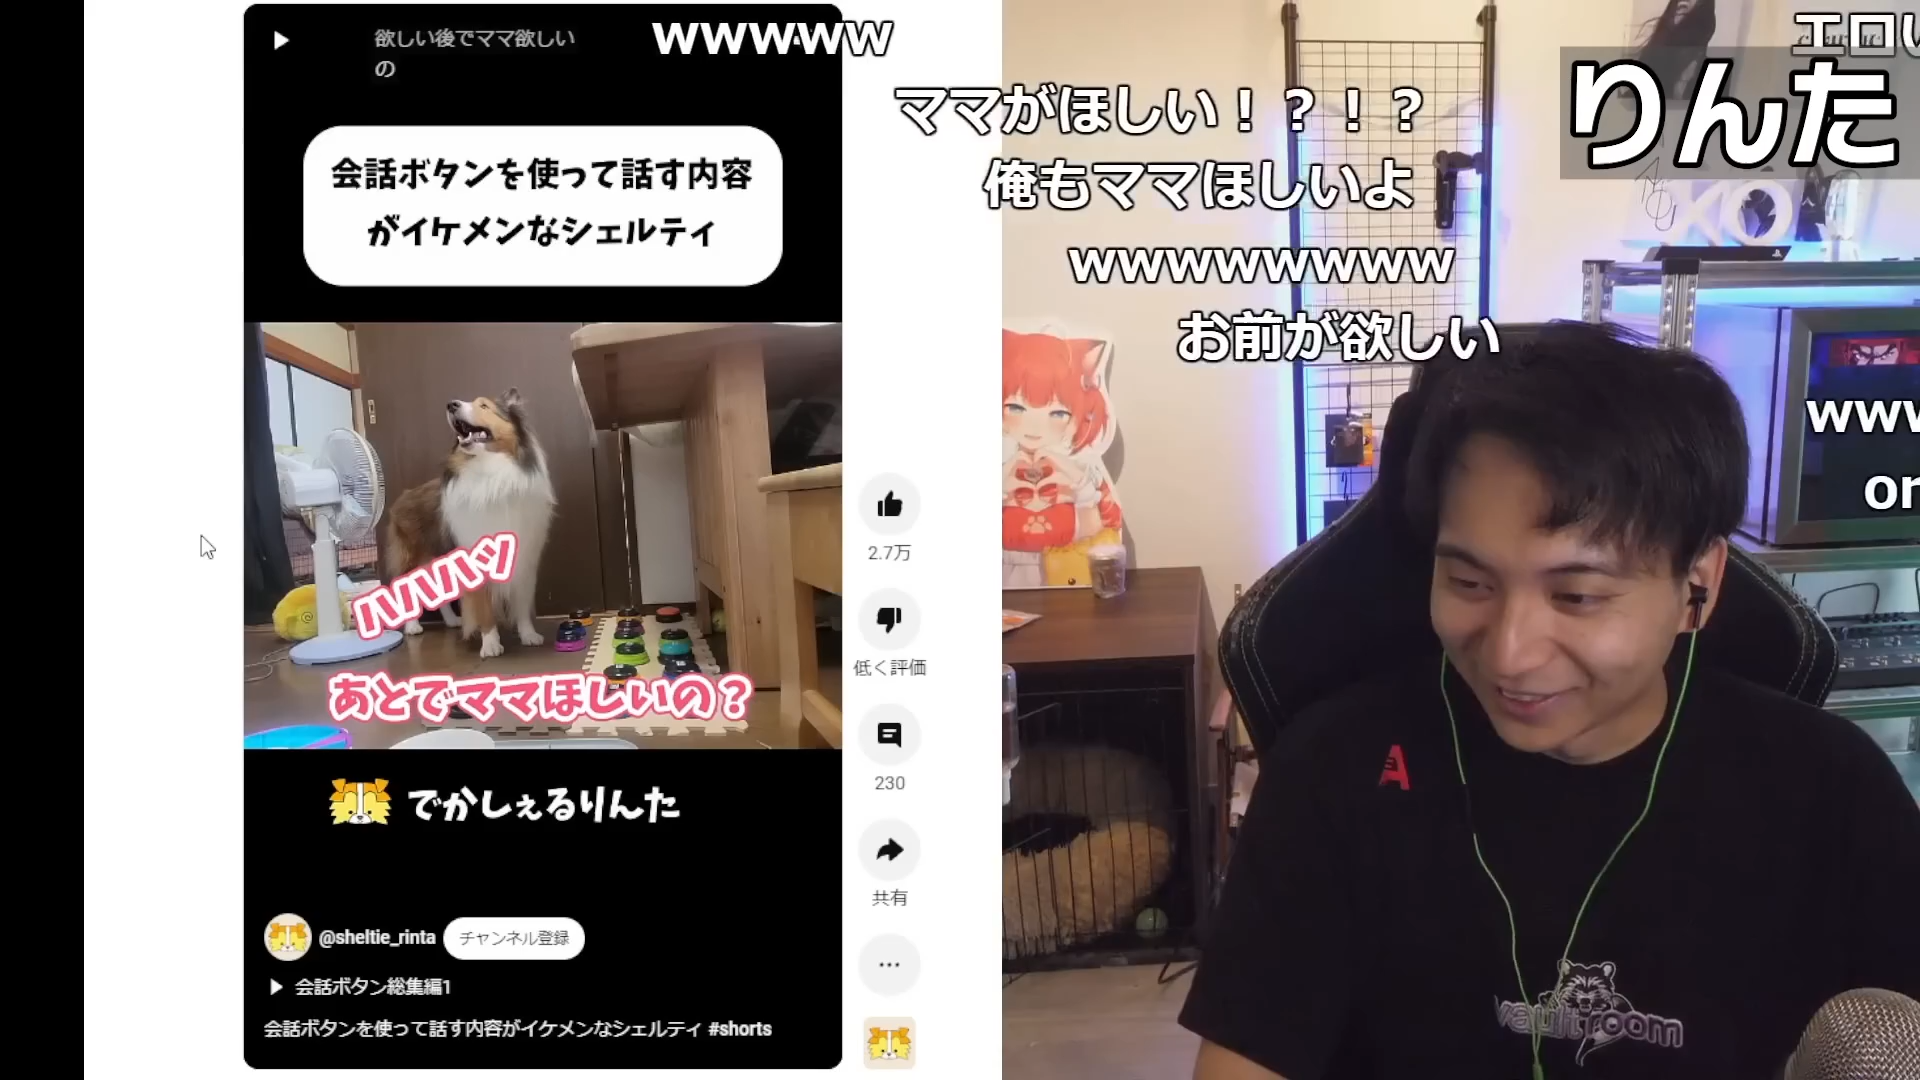 欲しい後でママ欲しい
の
会話ボタンを使って話す内容
がイケメンなシェルティ
ハハハッ
あとでママほしいの？
でかしぇるりんた
@sheltie_rinta
チャンネル登録
会話ボタン総集編1
会話ボタンを使って話す内容がイケメンなシェルティ #shorts
2.7万
低く評価
230
共有
wwwww
ママがほしい！？！？
俺もママほしいよ
wwwwwwww
お前が欲しい
りんた
vaultroom
A